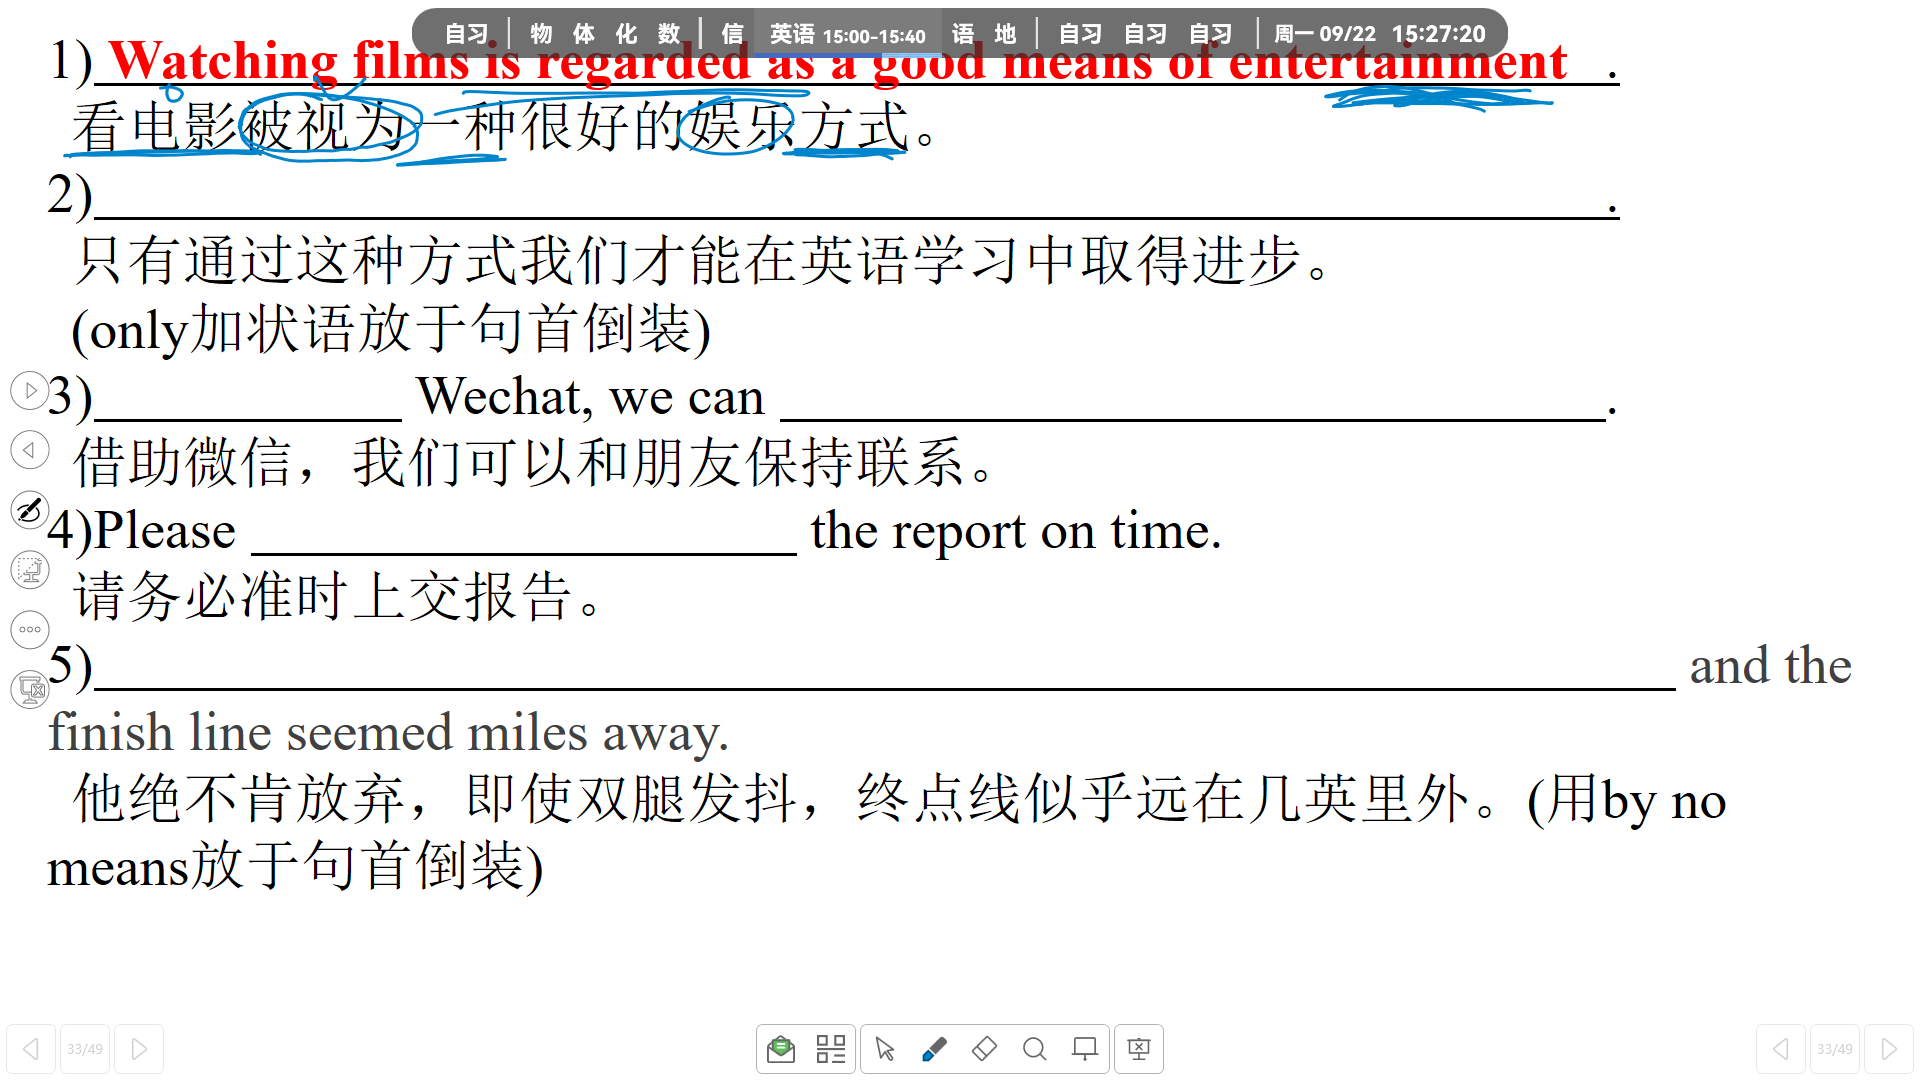 自习 | 物 体 化 数 | 信 英语 15:00-15:40 语 地 | 自习 自习 自习 | 周一 09/22 15:27:20
1) Watching films is regarded as a good means of entertainment .
看电影被视为一种很好的娱乐方式。
2) .
只有通过这种方式我们才能在英语学习中取得进步。
(only加状语放于句首倒装)
3) Wechat, we can .
借助微信，我们可以和朋友保持联系。
4)Please the report on time.
请务必准时上交报告。
5) and the
finish line seemed miles away.
他绝不肯放弃，即使双腿发抖，终点线似乎远在几英里外。(用by no
means放于句首倒装)
33/49 33/49